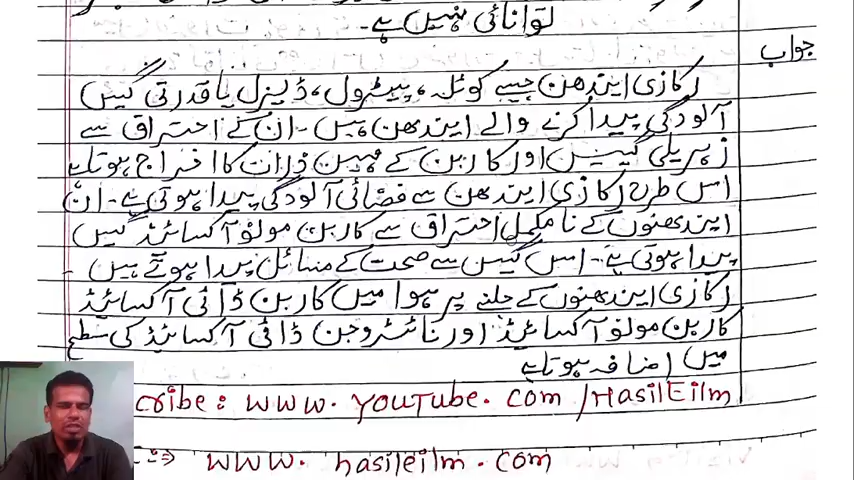 توانائی نہیں ہے۔
جواب
رکازی ایندھن جیسے کوئلہ، پیٹرول، ڈیزل یا قدرتی گیس
آلودگی پیدا کرنے والے ایندھن ہیں۔ ان کے احتراق سے
زہریلی گیسیں اور کاربن کے مہین ذرات کا اخراج ہوتا ہے
اس طرح رکازی ایندھن سے فضائی آلودگی پیدا ہوتی ہے۔ ان
ایندھنوں کے نامکمل احتراق سے کاربن مونو آکسائیڈ گیس
پیدا ہوتی ہے۔ اس گیس سے صحت کے مسائل پیدا ہوتے ہیں۔
رکازی ایندھنوں کے جلنے پر ہوا میں کاربن ڈائی آکسائیڈ
کاربن مونو آکسائیڈ اور نائٹروجن ڈائی آکسائیڈ کی سطح
میں اضافہ ہوتا ہے
cribe: www.YouTube.com/HasilEilm
www.hasileilm.com